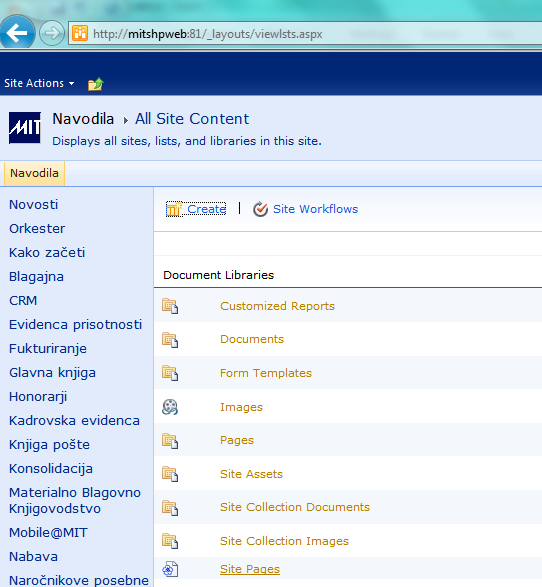 http://mitshpweb:81/_layouts/viewlsts.aspx
Site Actions
MIT
Navodila ▸ All Site Content
Displays all sites, lists, and libraries in this site.
Navodila
Novosti
Orkester
Kako začeti
Blagajna
CRM
Evidenca prisotnosti
Fukturiranje
Glavna knjiga
Honorarji
Kadrovska evidenca
Knjiga pošte
Konsolidacija
Materialno Blagovno
Knjigovodstvo
Mobile@MIT
Nabava
Naročnikove posebne
Create | Site Workflows
Document Libraries
Customized Reports
Documents
Form Templates
Images
Pages
Site Assets
Site Collection Documents
Site Collection Images
Site Pages